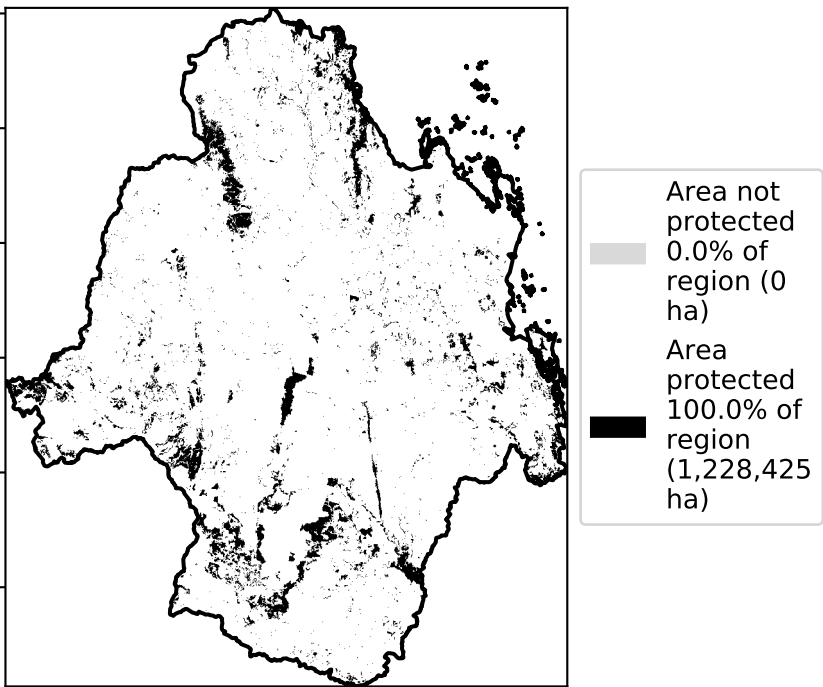 Area not
protected
0.0% of
region (0
ha)
Area
protected
100.0% of
region
(1,228,425
ha)